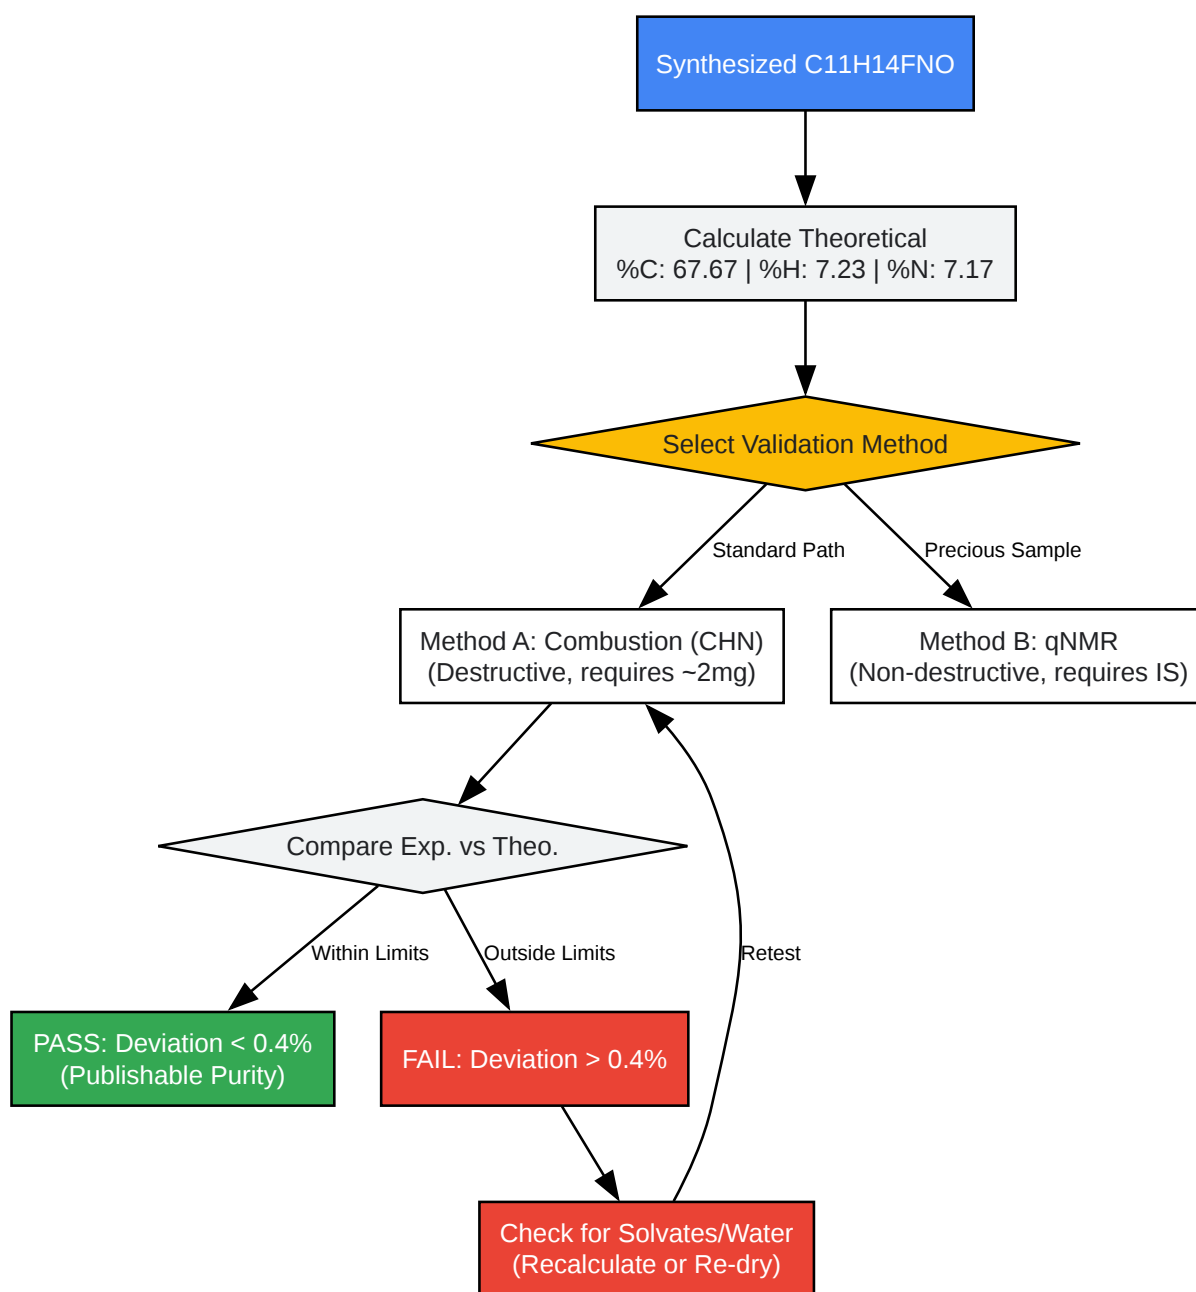 Synthesized C11H14FNO
Calculate Theoretical
%C: 67.67 | %H: 7.23 | %N: 7.17
Select Validation Method
Standard Path
Precious Sample
Method A: Combustion (CHN)
(Destructive, requires ~2mg)
Method B: qNMR
(Non-destructive, requires IS)
Compare Exp. vs Theo.
Within Limits
Outside Limits
Retest
PASS: Deviation < 0.4%
(Publishable Purity)
FAIL: Deviation > 0.4%
Check for Solvates/Water
(Recalculate or Re-dry)